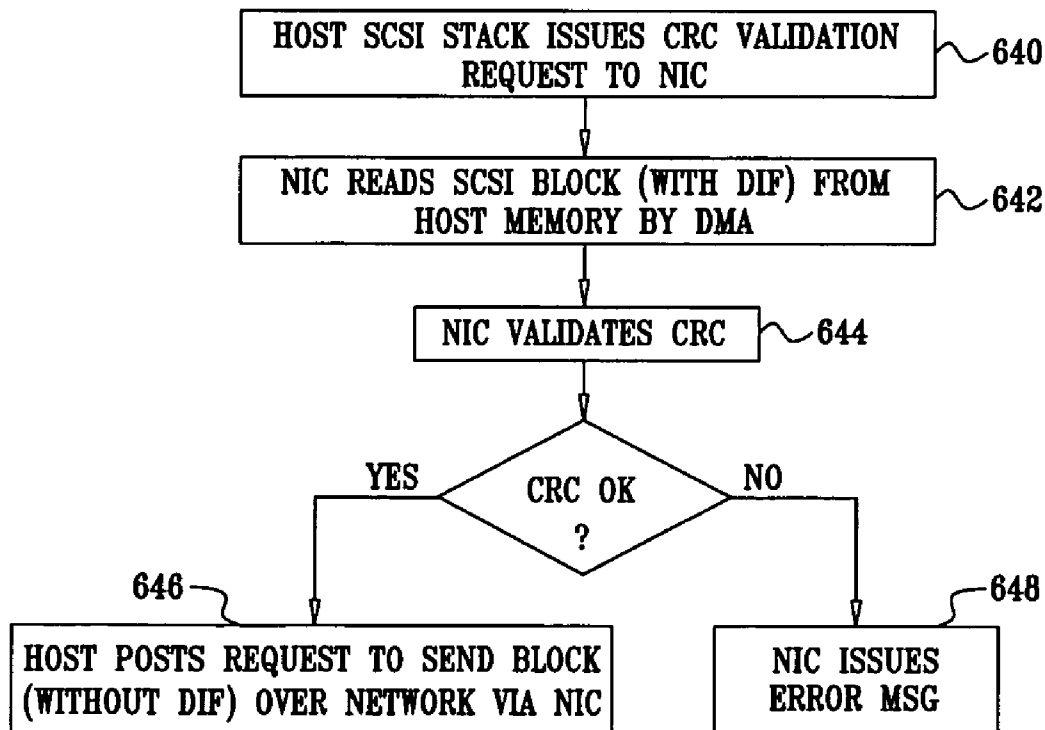 HOST SCSI STACK ISSUES CRC VALIDATION
REQUEST TO NIC
640
NIC READS SCSI BLOCK (WITH DIF) FROM
HOST MEMORY BY DMA
642
NIC VALIDATES CRC
644
YES
CRC OK
?
NO
646
HOST POSTS REQUEST TO SEND BLOCK
(WITHOUT DIF) OVER NETWORK VIA NIC
648
NIC ISSUES
ERROR MSG